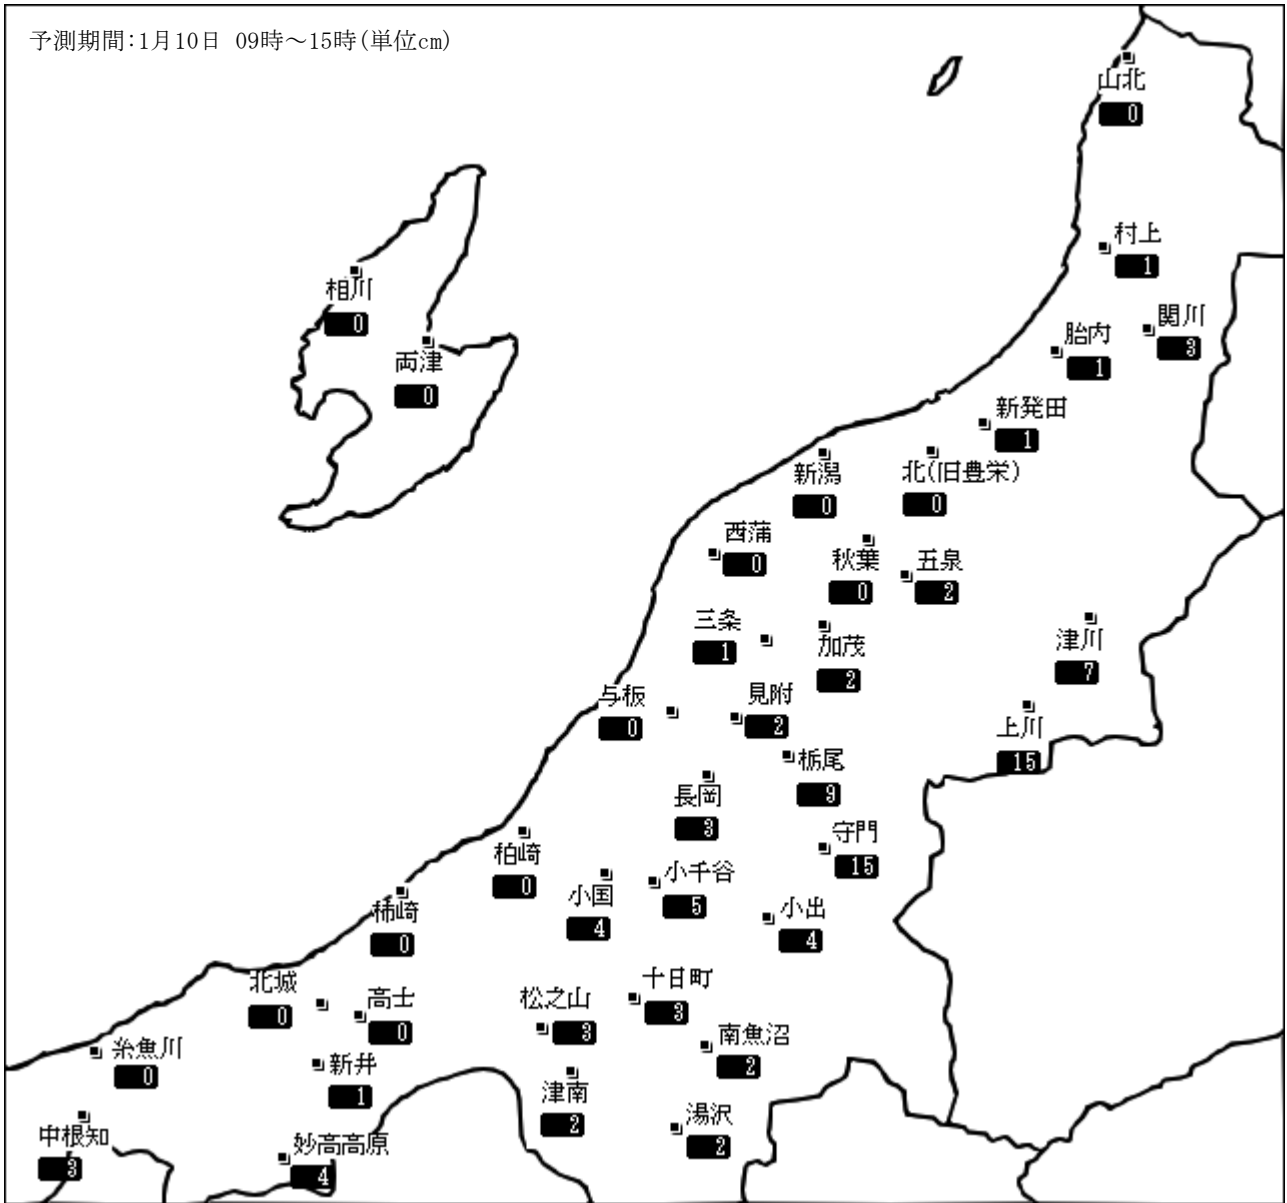 予測期間:1月10日 09時～15時(単位cm)
山北
0
村上
1
相川
0
関川
3
胎内
1
両津
0
新発田
1
新潟
0
北(旧豊栄)
0
西蒲
0
秋葉
0
五泉
2
三条
1
加茂
2
津川
7
与板
0
見附
2
上川
15
栃尾
9
長岡
3
守門
15
柏崎
0
小千谷
5
小国
4
小出
4
柿崎
0
北城
0
高士
0
松之山
3
十日町
3
南魚沼
2
糸魚川
0
新井
1
津南
2
湯沢
2
中根知
3
妙高高原
4